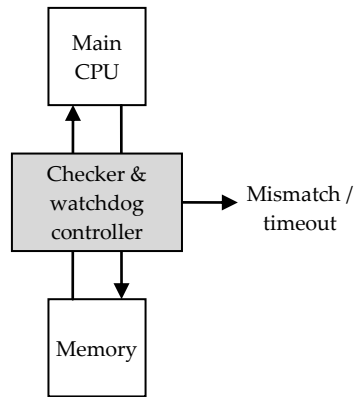 Main
CPU
Checker &
watchdog
controller
Mismatch /
timeout
Memory